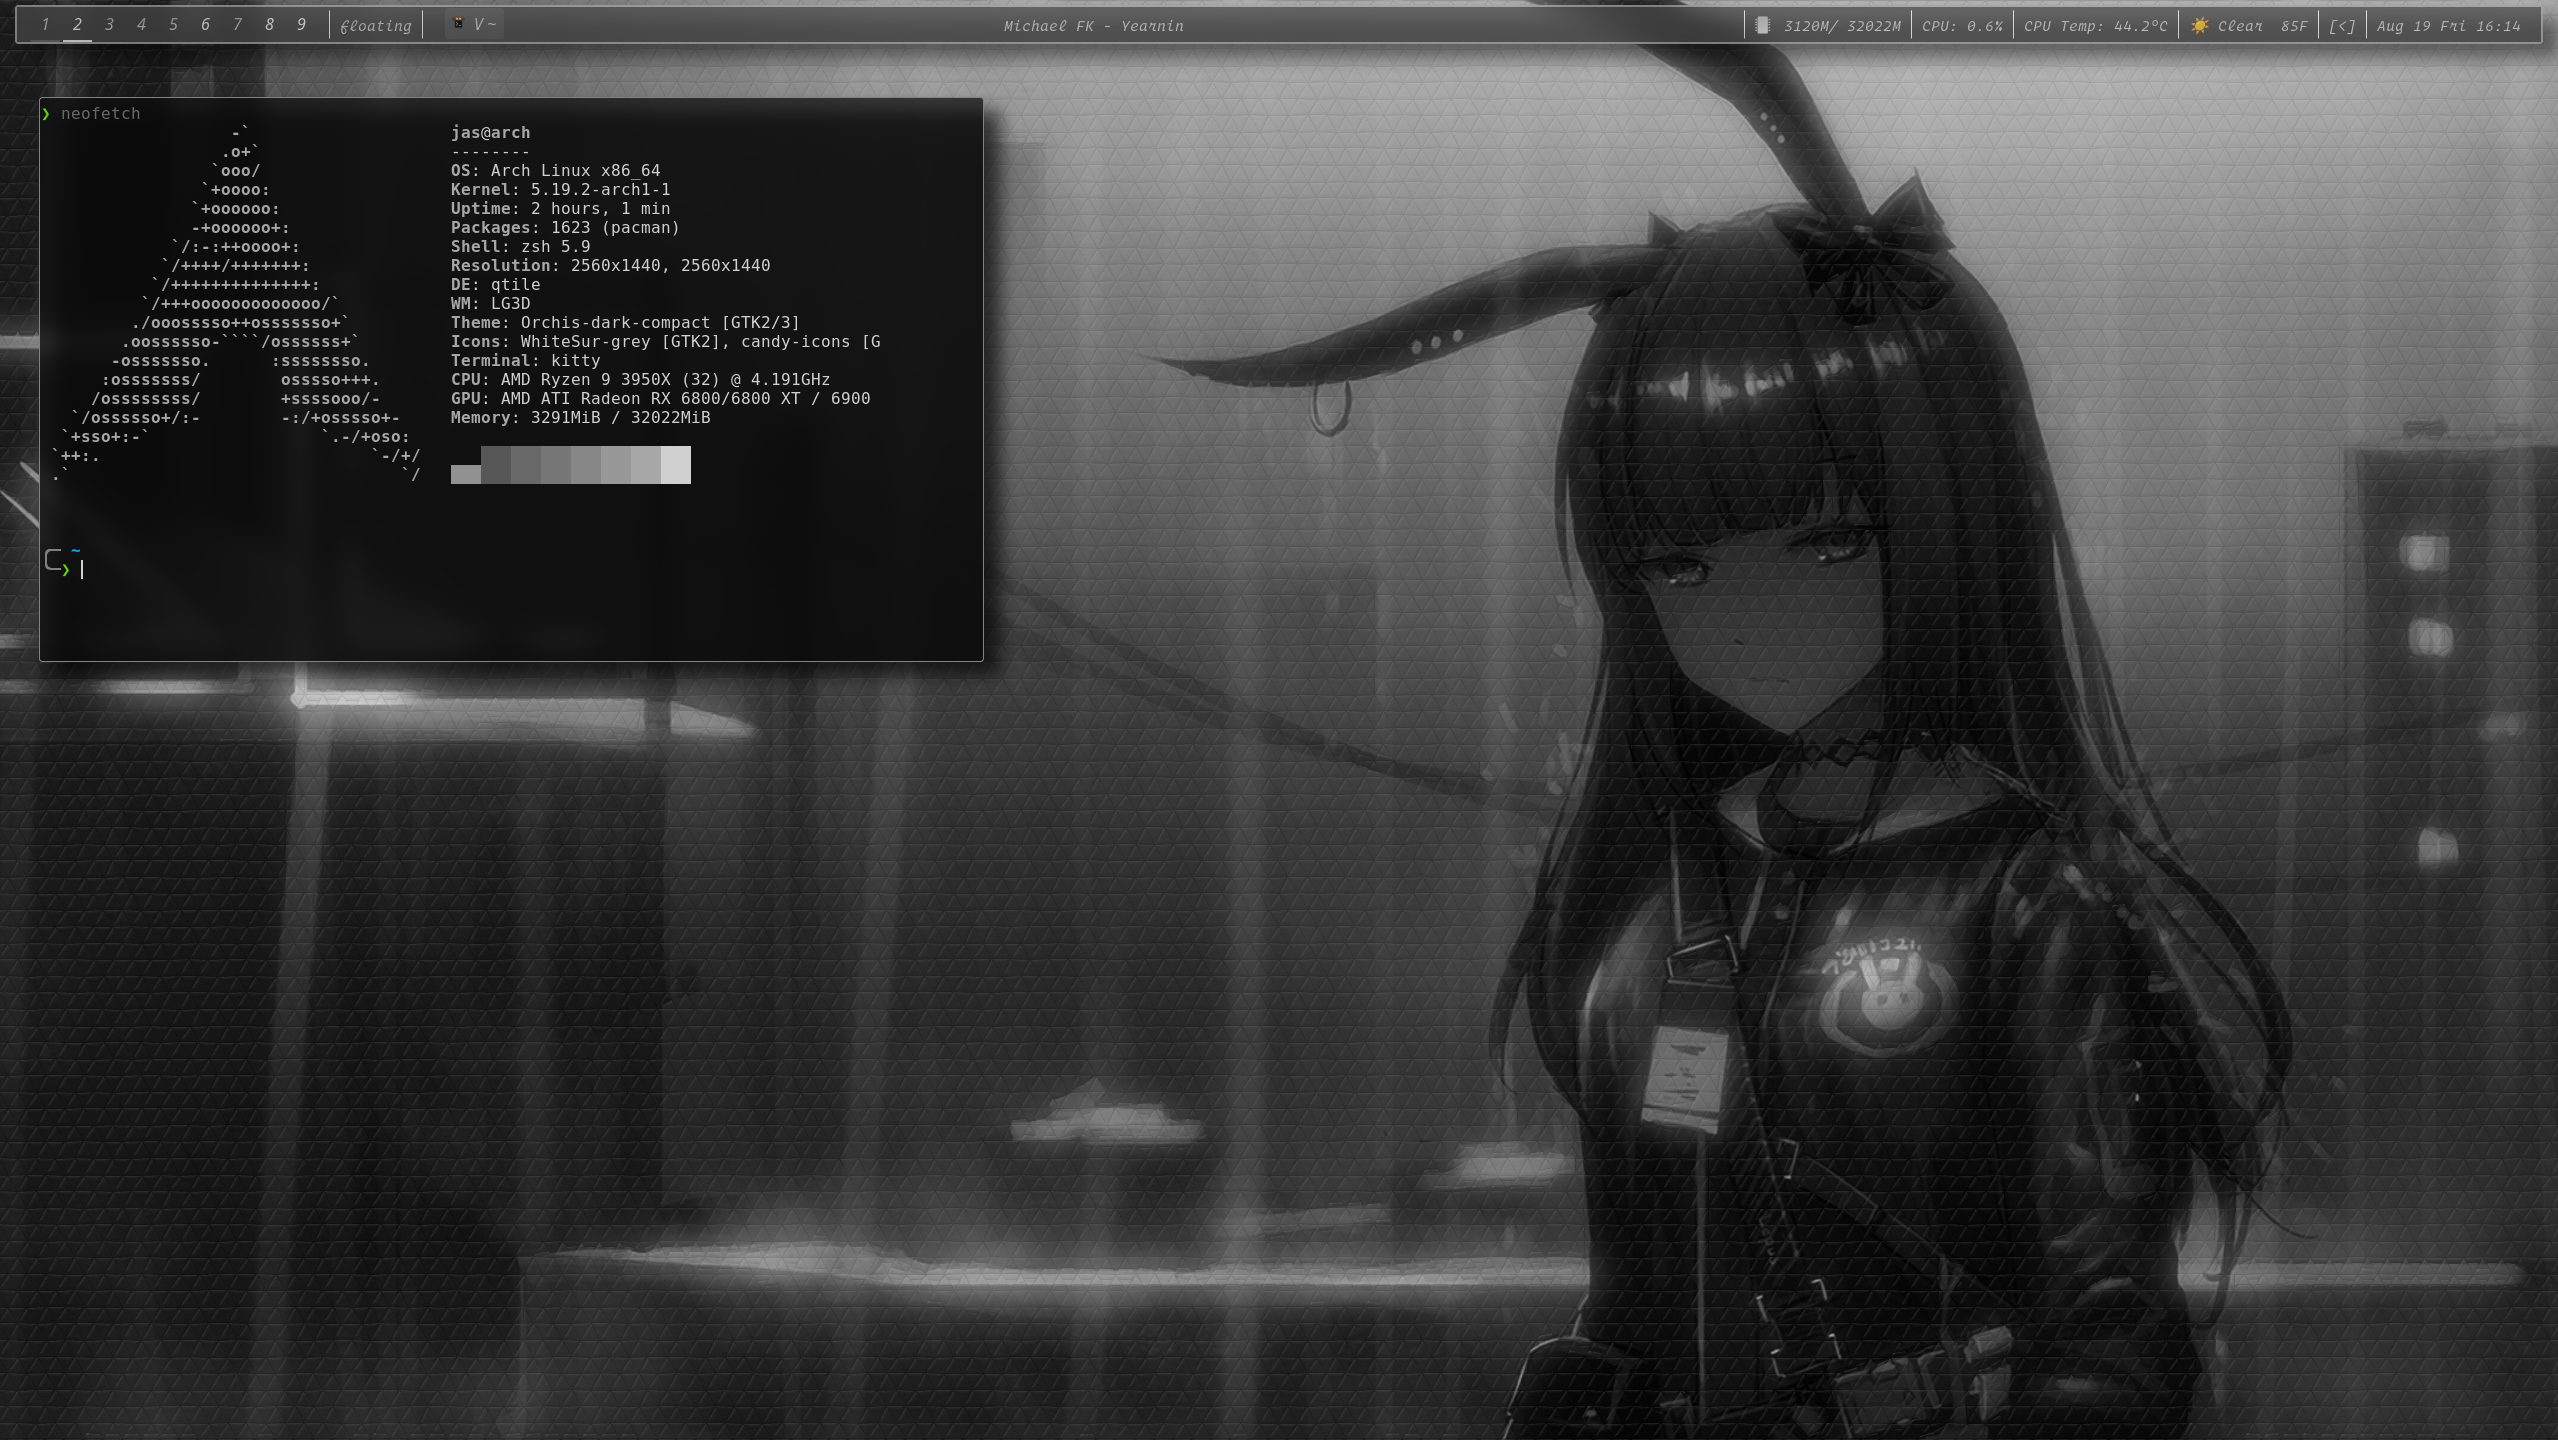 1 2 3 4 5 6 7 8 9 floating V ~ Michael FK - Yearnin 3120M/ 32022M CPU: 0.6% CPU Temp: 44.2°C Clear 85F [<] Aug 19 Fri 16:14
❯ neofetch
-` jas@arch
.o+` --------
`ooo/ OS: Arch Linux x86_64
`+oooo: Kernel: 5.19.2-arch1-1
`+oooooo: Uptime: 2 hours, 1 min
-+oooooo+: Packages: 1623 (pacman)
`/:-:++oooo+: Shell: zsh 5.9
`/++++/+++++++: Resolution: 2560x1440, 2560x1440
`/++++++++++++++: DE: qtile
`/+++ooooooooooooo/` WM: LG3D
./ooosssso++osssssso+` Theme: Orchis-dark-compact [GTK2/3]
.oossssso-````/ossssss+` Icons: WhiteSur-grey [GTK2], candy-icons [G
-osssssso. :ssssssso. Terminal: kitty
:osssssss/ osssso+++. CPU: AMD Ryzen 9 3950X (32) @ 4.191GHz
/ossssssss/ +ssssooo/- GPU: AMD ATI Radeon RX 6800/6800 XT / 6900
`/ossssso+/:- -:/+osssso+- Memory: 3291MiB / 32022MiB
`+sso+:-` `.-/+oso:
`++:. `-/+/
.` `/
~
❯